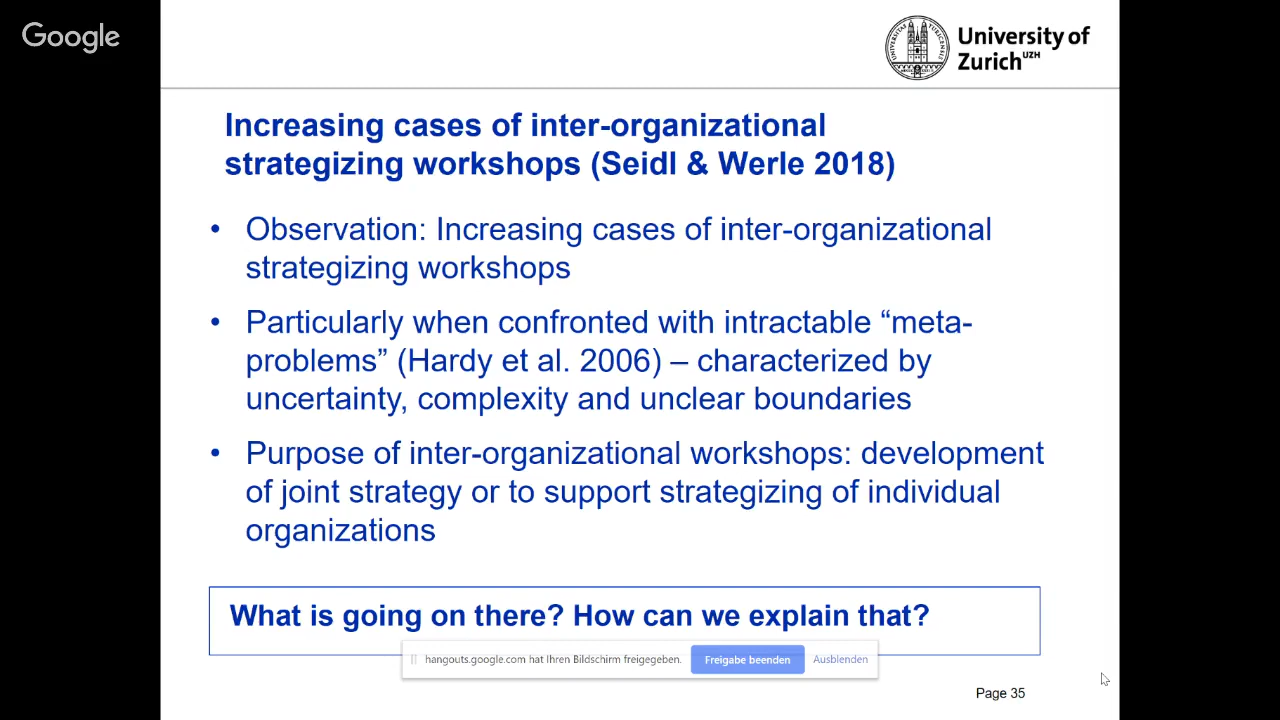 Google
University of
Zurich UZH
Increasing cases of inter-organizational
strategizing workshops (Seidl & Werle 2018)
• Observation: Increasing cases of inter-organizational
strategizing workshops
• Particularly when confronted with intractable “meta-
problems” (Hardy et al. 2006) – characterized by
uncertainty, complexity and unclear boundaries
• Purpose of inter-organizational workshops: development
of joint strategy or to support strategizing of individual
organizations
What is going on there? How can we explain that?
hangouts.google.com hat Ihren Bildschirm freigegeben. Freigabe beenden Ausblenden
Page 35